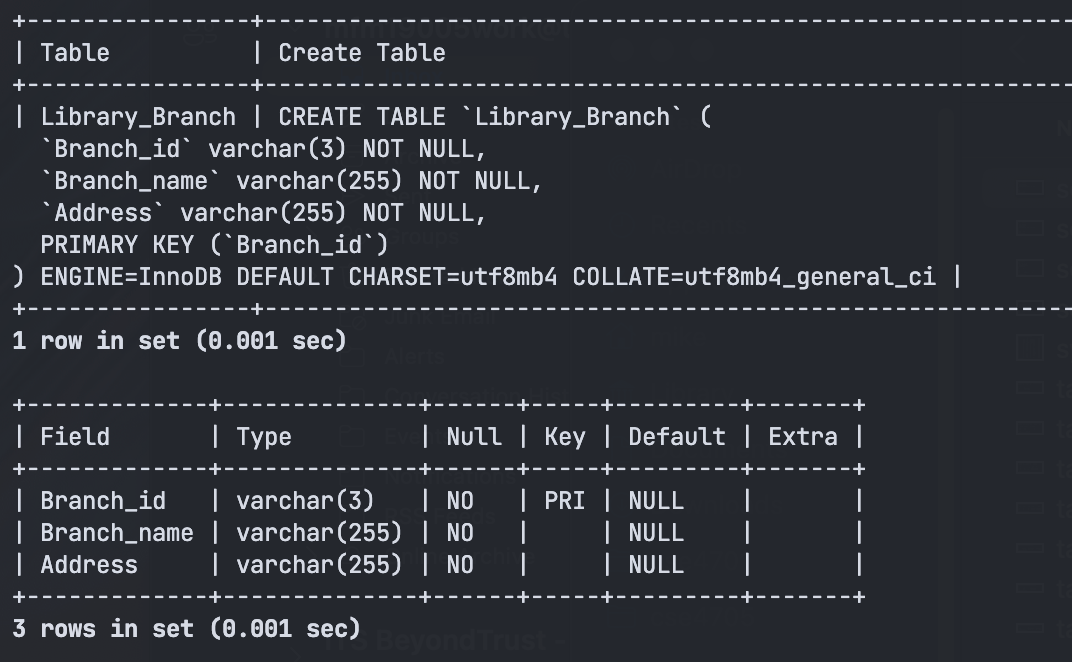 +----------------+----------------------------------------------------------
| Table          | Create Table
+----------------+----------------------------------------------------------
| Library_Branch | CREATE TABLE `Library_Branch` (
  `Branch_id` varchar(3) NOT NULL,
  `Branch_name` varchar(255) NOT NULL,
  `Address` varchar(255) NOT NULL,
  PRIMARY KEY (`Branch_id`)
) ENGINE=InnoDB DEFAULT CHARSET=utf8mb4 COLLATE=utf8mb4_general_ci |
+----------------+----------------------------------------------------------
1 row in set (0.001 sec)

+-------------+--------------+------+-----+---------+-------+
| Field       | Type         | Null | Key | Default | Extra |
+-------------+--------------+------+-----+---------+-------+
| Branch_id   | varchar(3)   | NO   | PRI | NULL    |       |
| Branch_name | varchar(255) | NO   |     | NULL    |       |
| Address     | varchar(255) | NO   |     | NULL    |       |
+-------------+--------------+------+-----+---------+-------+
3 rows in set (0.001 sec)